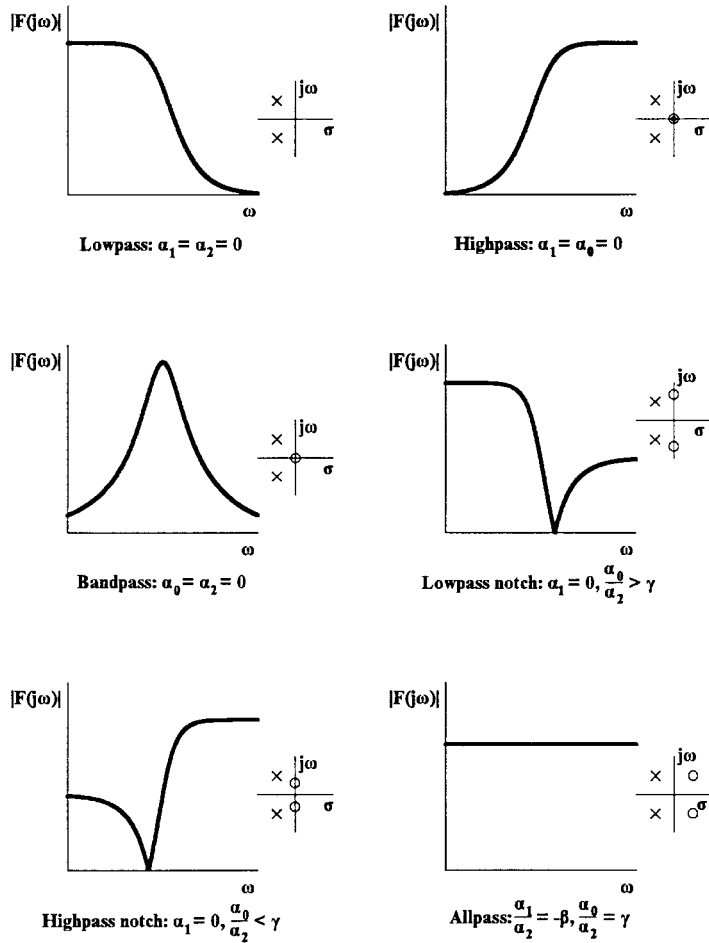 |F(jω)|
jω
σ
ω
Lowpass: α₁ = α₂ = 0
|F(jω)|
jω
σ
ω
Highpass: α₁ = α₀ = 0
|F(jω)|
jω
σ
ω
Bandpass: α₀ = α₂ = 0
|F(jω)|
jω
σ
ω
Lowpass notch: α₁ = 0, α₀/α₂ > γ
|F(jω)|
jω
σ
ω
Highpass notch: α₁ = 0, α₀/α₂ < γ
|F(jω)|
jω
σ
ω
Allpass: α₁/α₂ = -β, α₀/α₂ = γ